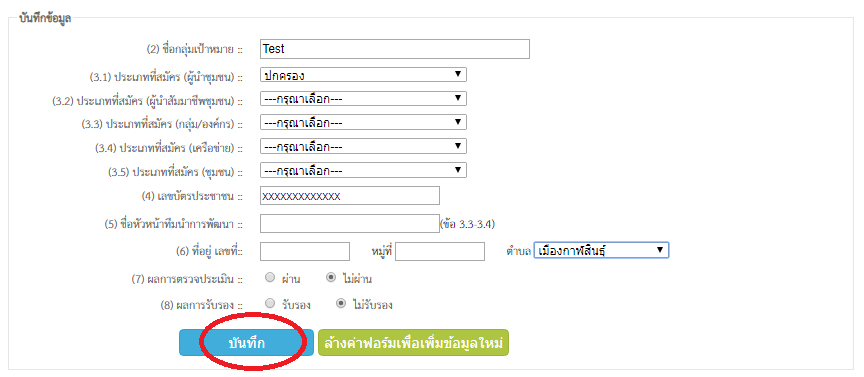 บันทึกข้อมูล
(2) ชื่อกลุ่มเป้าหมาย :: Test
(3.1) ประเภทที่สมัคร (ผู้นำชุมชน) :: ปกครอง
(3.2) ประเภทที่สมัคร (ผู้นำสัมมาชีพชุมชน) :: ---กรุณาเลือก---
(3.3) ประเภทที่สมัคร (กลุ่ม/องค์กร) :: ---กรุณาเลือก---
(3.4) ประเภทที่สมัคร (เครือข่าย) :: ---กรุณาเลือก---
(3.5) ประเภทที่สมัคร (ชุมชน) :: ---กรุณาเลือก---
(4) เลขบัตรประชาชน :: XXXXXXXXXXXXX
(5) ชื่อหัวหน้าทีมนำการพัฒนา :: (ข้อ 3.3-3.4)
(6) ที่อยู่ เลขที่:: หมู่ที่ ตำบล เมืองกาฬสินธุ์
(7) ผลการตรวจประเมิน :: ผ่าน ไม่ผ่าน
(8) ผลการรับรอง :: รับรอง ไม่รับรอง
บันทึก ล้างค่าฟอร์มเพื่อเพิ่มข้อมูลใหม่